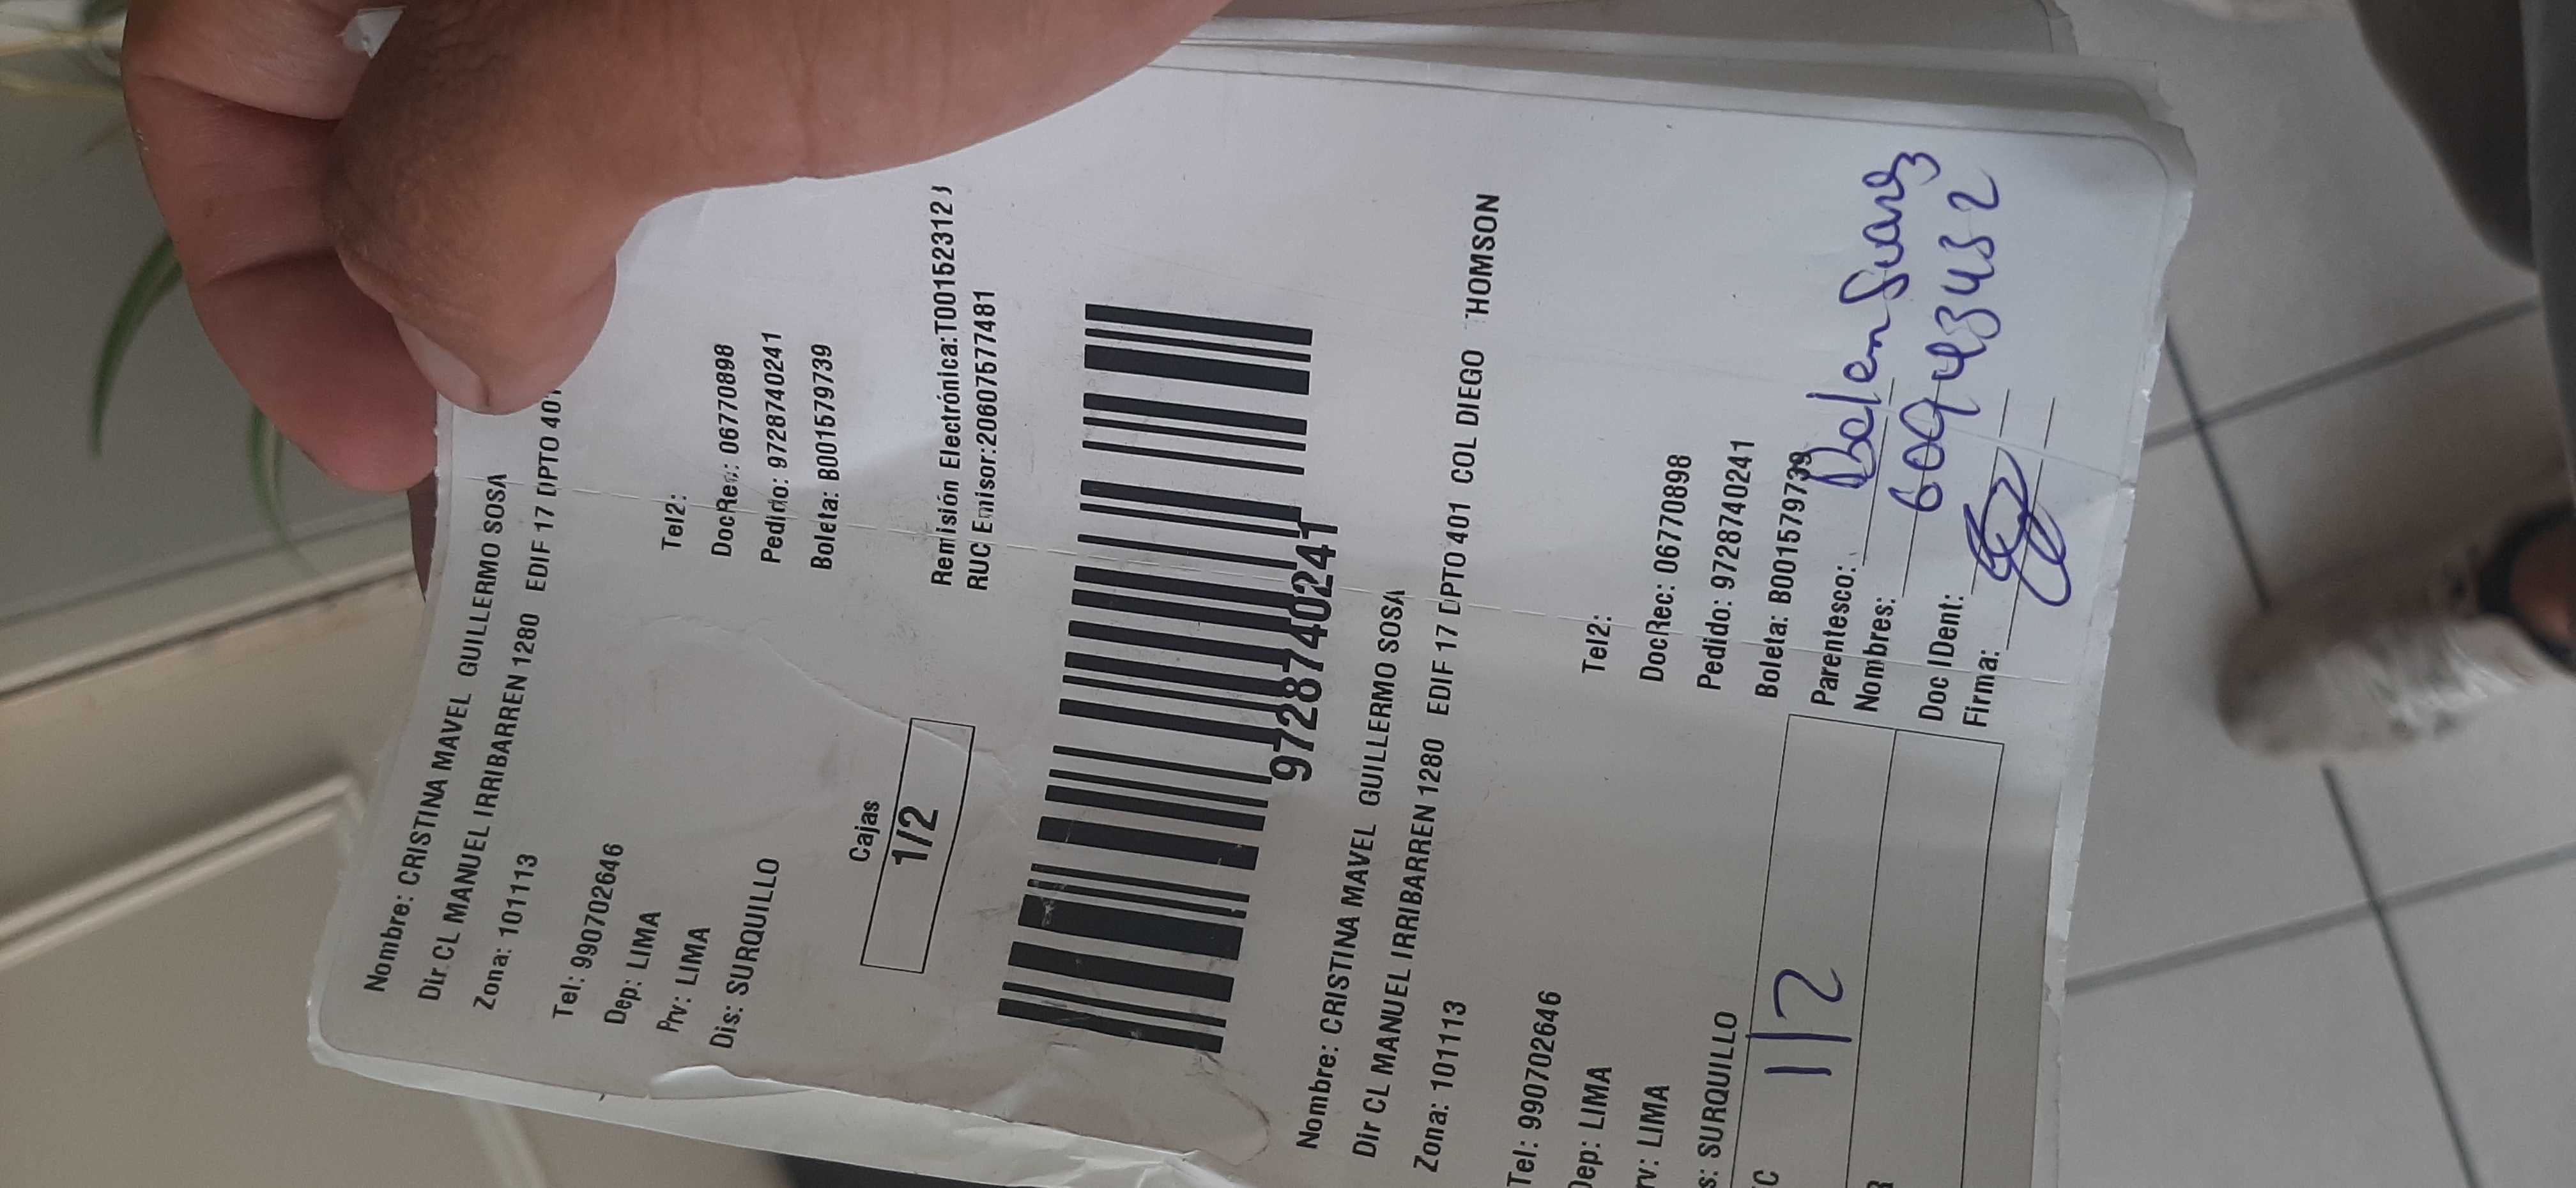 Nombre: CRISTINA MAVEL GUILLERMO SOSA
Dir CL MANUEL IRRIBARREN 1280 EDIF 17 DPTO 401
Zona: 101113
Tel: 990702646 Tel2:
Dep: LIMA DocRec: 06770898
Prv: LIMA Pedido: 9728740241
Dis: SURQUILLO Boleta: B001579739
Cajas
1/2
Remisión Electrónica:T00152312
RUC Emisor:20607577481
9728740241
Nombre: CRISTINA MAVEL GUILLERMO SOSA
Dir CL MANUEL IRRIBARREN 1280 EDIF 17 DPTO 401 COL DIEGO THOMSON
Zona: 101113
Tel: 990702646 Tel2:
Dep: LIMA DocRec: 06770898
rv: LIMA Pedido: 9728740241
s: SURQUILLO Boleta: B001579739
C 1/2
Parentesco:
Nombres: Belen
Doc IDent:
Firma: